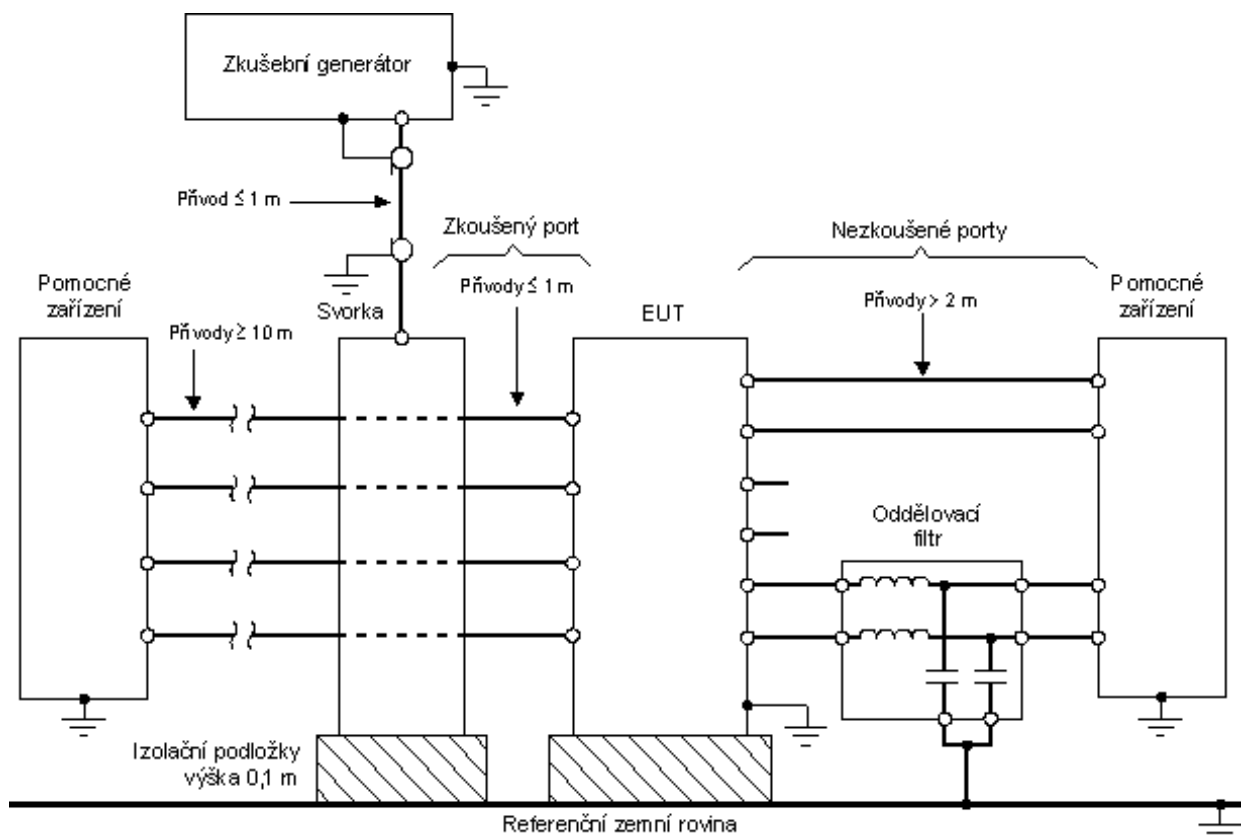 Zkušební generátor
Přívod ≤ 1 m
Zkoušený port
Nezkoušené porty
Pomocné
zařízení
Svorka
Přívody ≤ 1m
EUT
Přívody > 2 m
Pomocné
zařízení
Přívody ≥ 10 m
Oddělovací
filtr
Izolační podložky
výška 0,1 m
Referenční zemní rovina